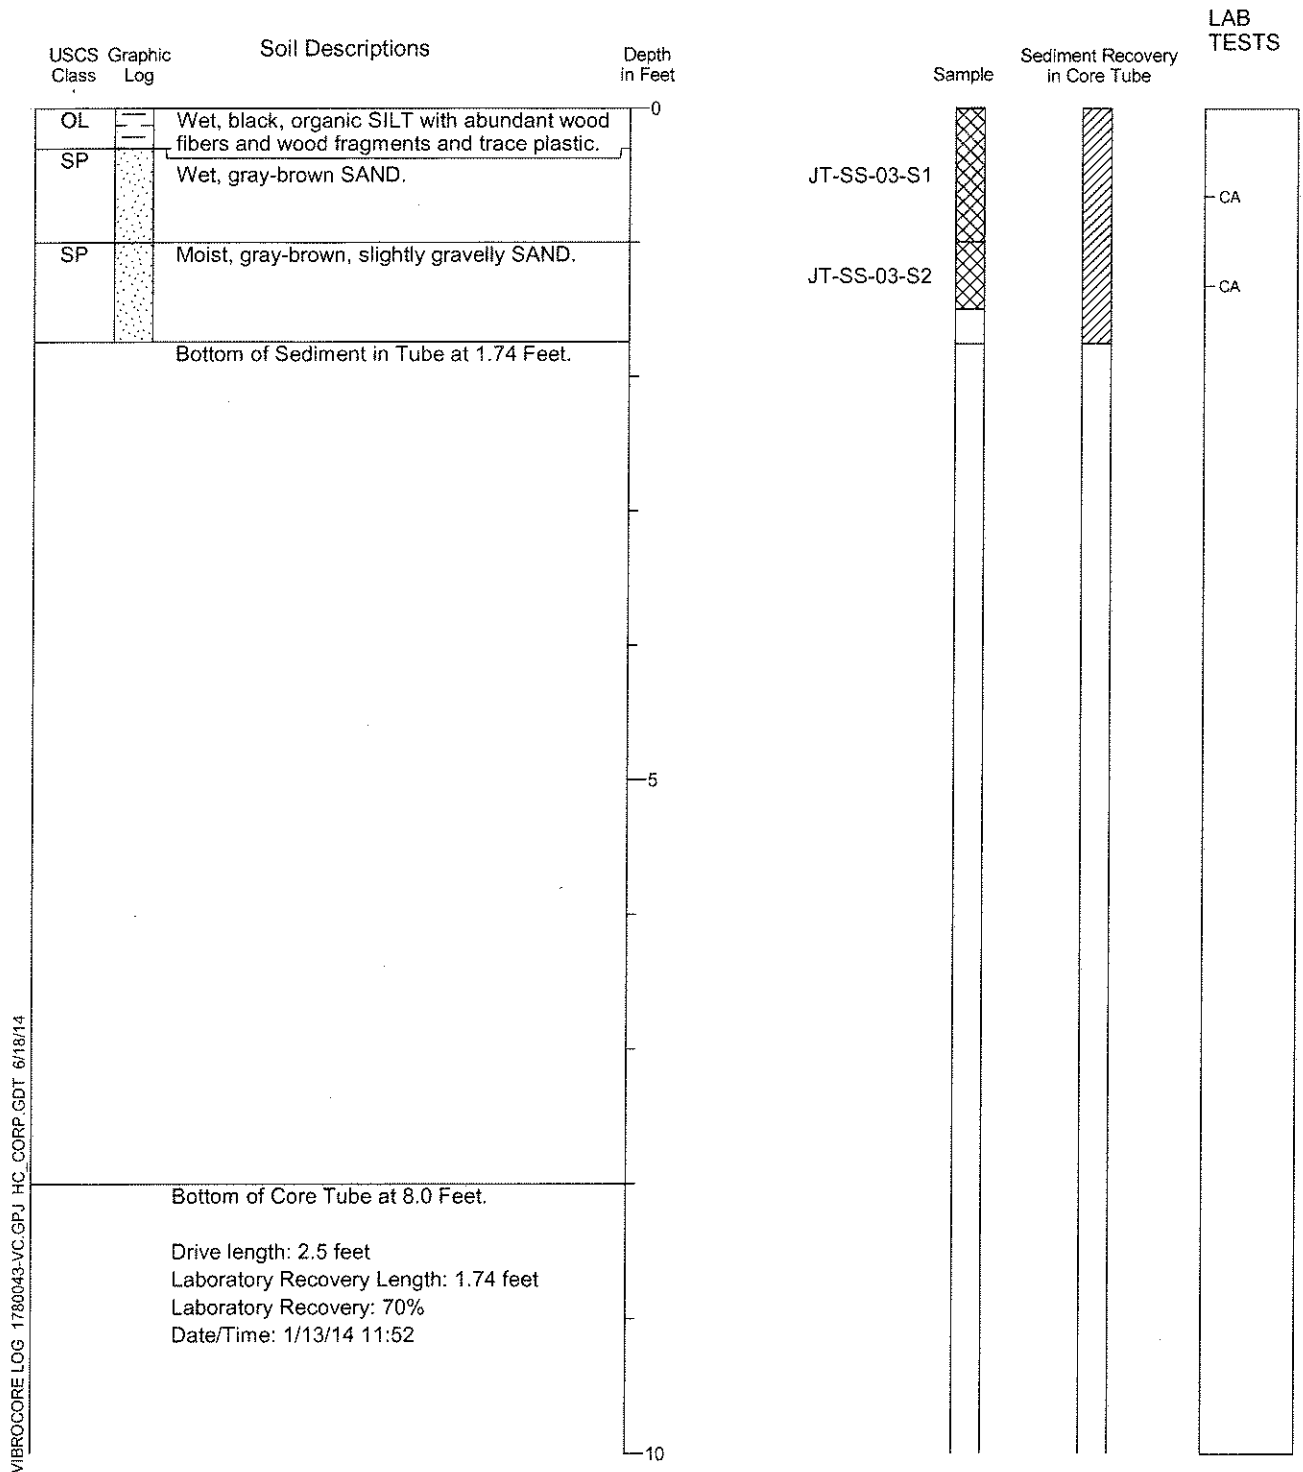 LAB
TESTS
USCS Class
Graphic Log
Soil Descriptions
Depth in Feet
Sample
Sediment Recovery in Core Tube
0
OL
Wet, black, organic SILT with abundant wood
fibers and wood fragments and trace plastic.
SP
Wet, gray-brown SAND.
JT-SS-03-S1
CA
SP
Moist, gray-brown, slightly gravelly SAND.
JT-SS-03-S2
CA
Bottom of Sediment in Tube at 1.74 Feet.
5
Bottom of Core Tube at 8.0 Feet.
Drive length: 2.5 feet
Laboratory Recovery Length: 1.74 feet
Laboratory Recovery: 70%
Date/Time: 1/13/14 11:52
10
VIBROCORE LOG 1780043-VC.GPJ HC_CORP.GDT 6/18/14